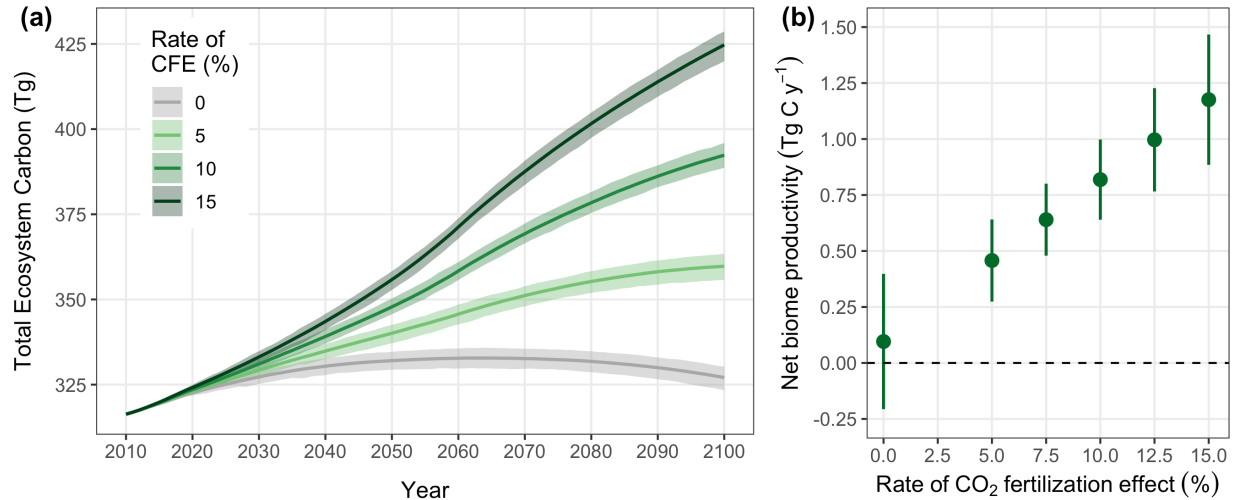 (a)
Total Ecosystem Carbon (Tg)
425
400
375
350
325
Rate of
CFE (%)
0
5
10
15
2010 2020 2030 2040 2050 2060 2070 2080 2090 2100
Year
(b)
Net biome productivity (Tg C y⁻¹)
1.50
1.25
1.00
0.75
0.50
0.25
0.00
-0.25
0.0 2.5 5.0 7.5 10.0 12.5 15.0
Rate of CO₂ fertilization effect (%)